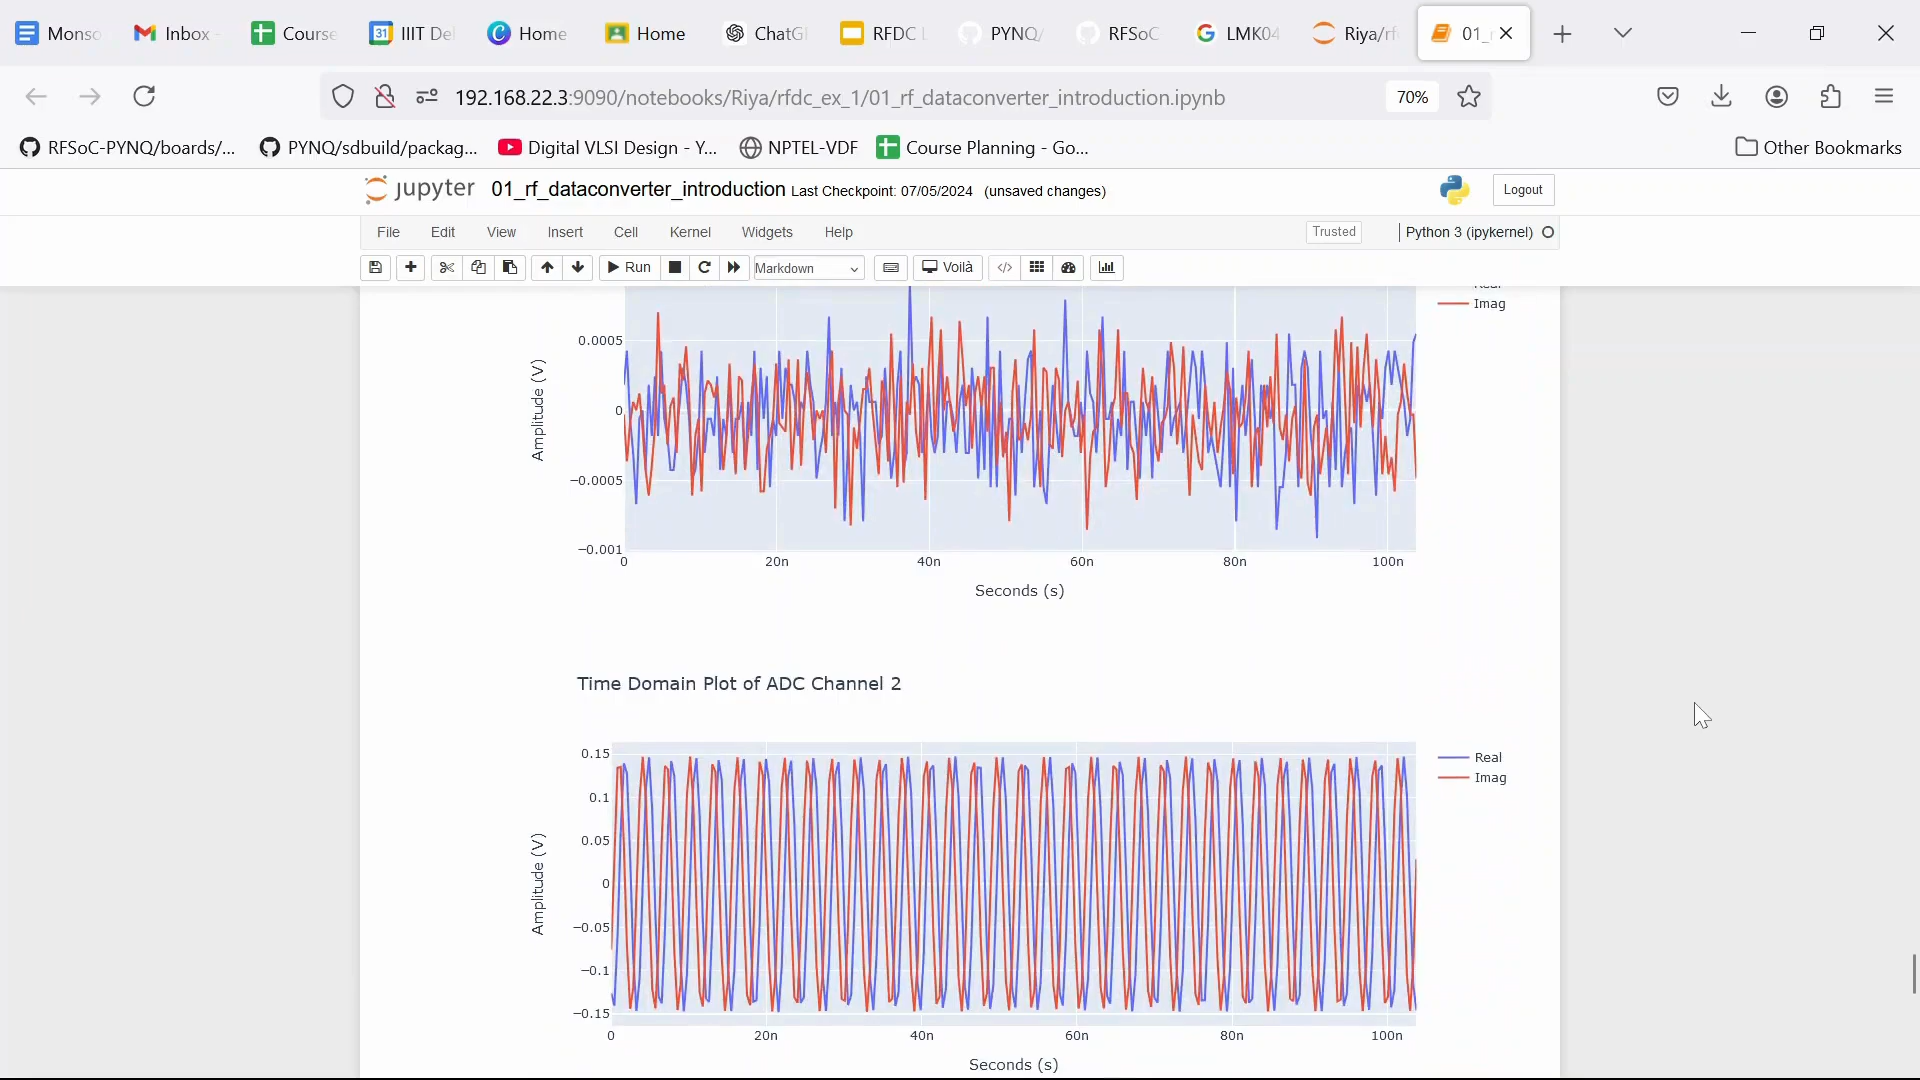 Monso
Inbox -
Course
31 IIIT Del
Home
Home
ChatG
RFDC L
PYNQ/
RFSoC
LMK04
Riya/rf
01_r
192.168.22.3:9090/notebooks/Riya/rfdc_ex_1/01_rf_dataconverter_introduction.ipynb
70%
RFSoC-PYNQ/boards/...
PYNQ/sdbuild/packag...
Digital VLSI Design - Y...
NPTEL-VDF
Course Planning - Go...
Other Bookmarks
jupyter 01_rf_dataconverter_introduction Last Checkpoint: 07/05/2024 (unsaved changes)
Logout
File Edit View Insert Cell Kernel Widgets Help
Trusted
Python 3 (ipykernel)
Run
Markdown
Voilà
</>
Real
Imag
0.0005
0
−0.0005
−0.001
Amplitude (V)
0 20n 40n 60n 80n 100n
Seconds (s)
Time Domain Plot of ADC Channel 2
Real
Imag
0.15
0.1
0.05
0
−0.05
−0.1
−0.15
Amplitude (V)
0 20n 40n 60n 80n 100n
Seconds (s)